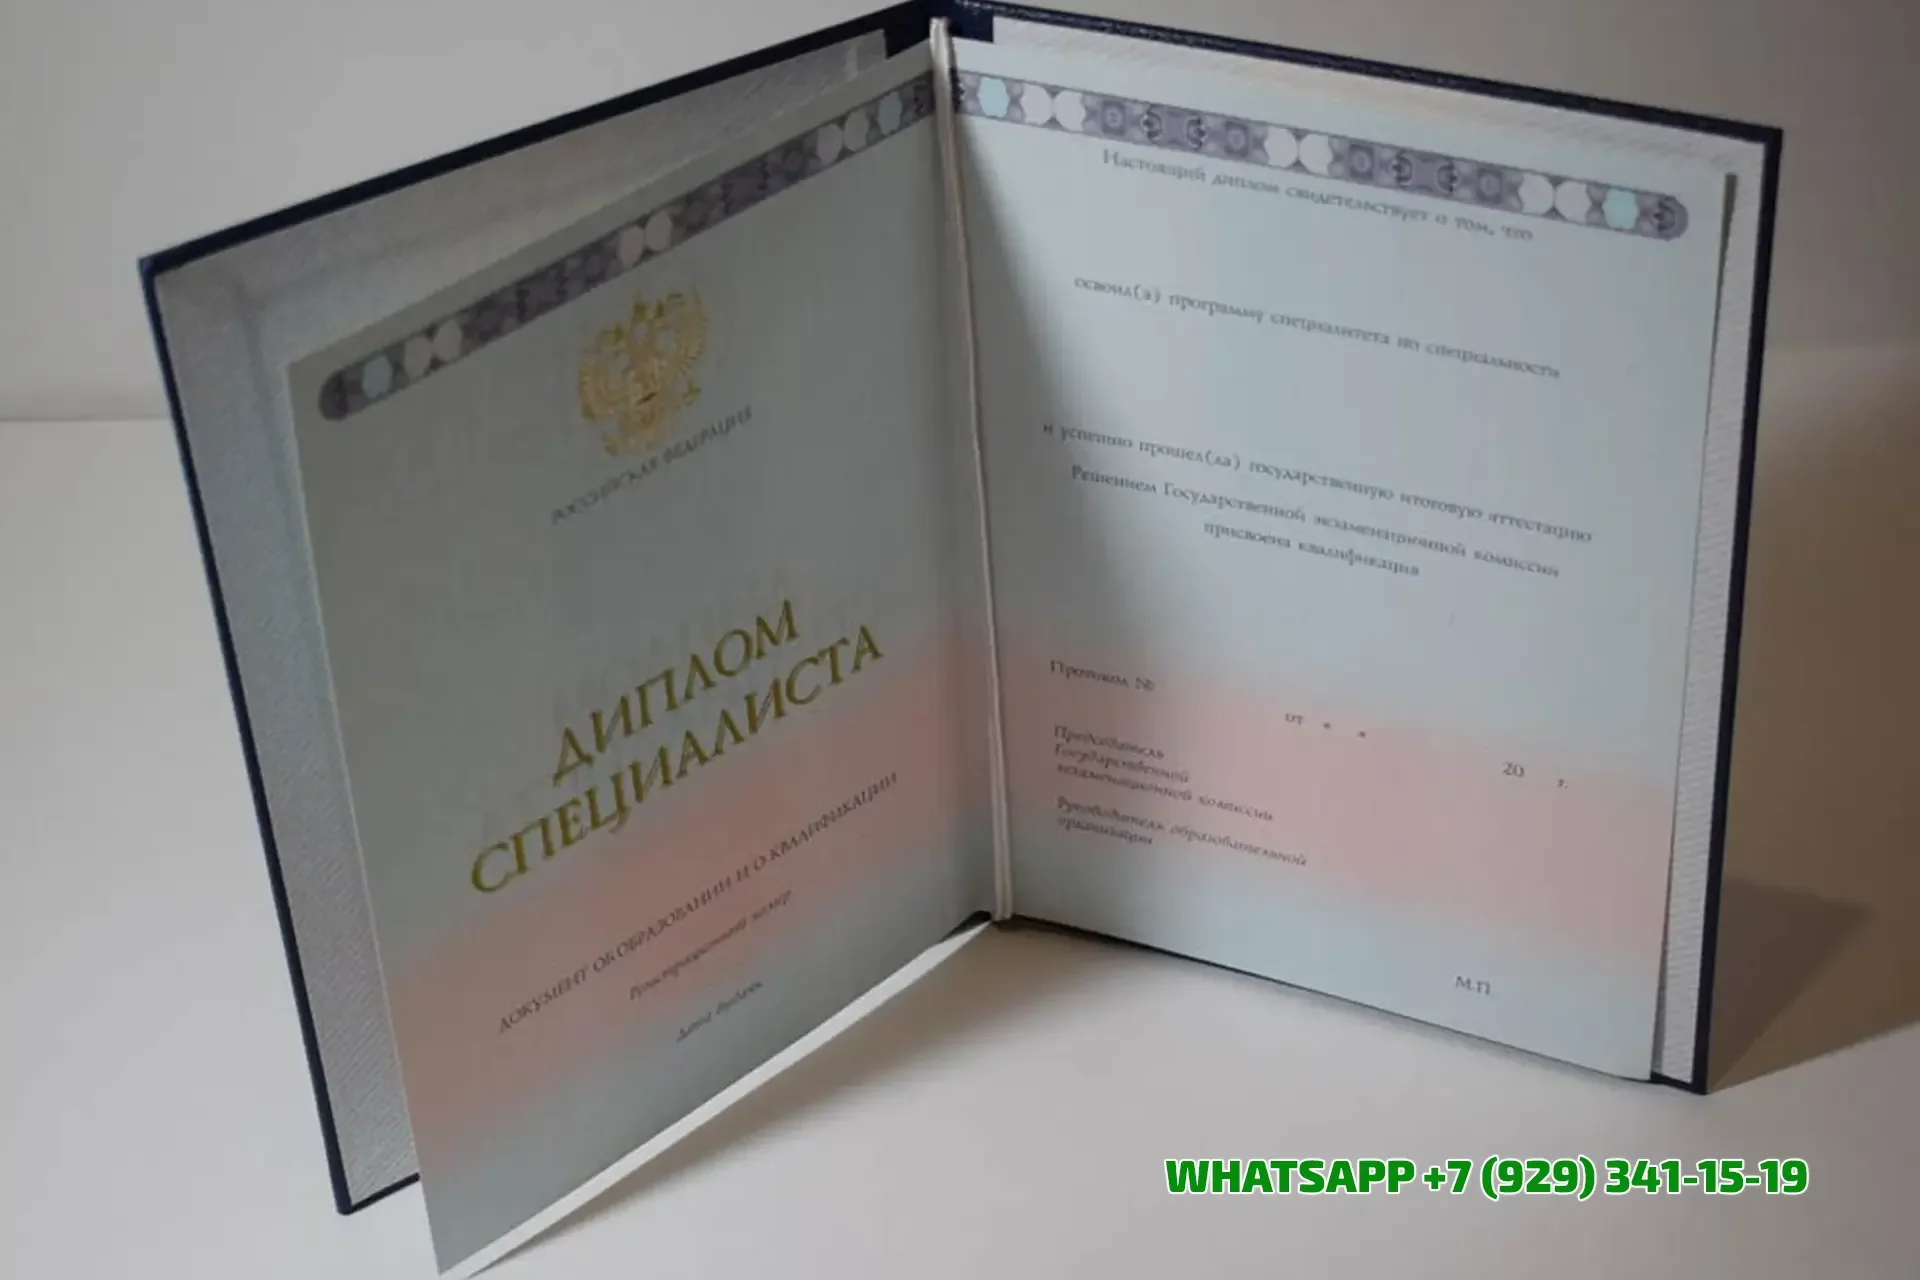 РОССИЙСКАЯ ФЕДЕРАЦИЯ
ДИПЛОМ
СПЕЦИАЛИСТА
ДОКУМЕНТ ОБ ОБРАЗОВАНИИ И О КВАЛИФИКАЦИИ
Регистрационный номер
Дата выдачи
Настоящий диплом свидетельствует о том, что
освоил(а) программу специалитета по специальности
и успешно прошел(ла) государственную итоговую аттестацию
Решением Государственной экзаменационной комиссии
присвоена квалификация
Протокол №
от « »
20 г.
Председатель
Государственной
экзаменационной комиссии
Руководитель образовательной
организации
М.П.
WHATSAPP +7 (929) 341-15-19